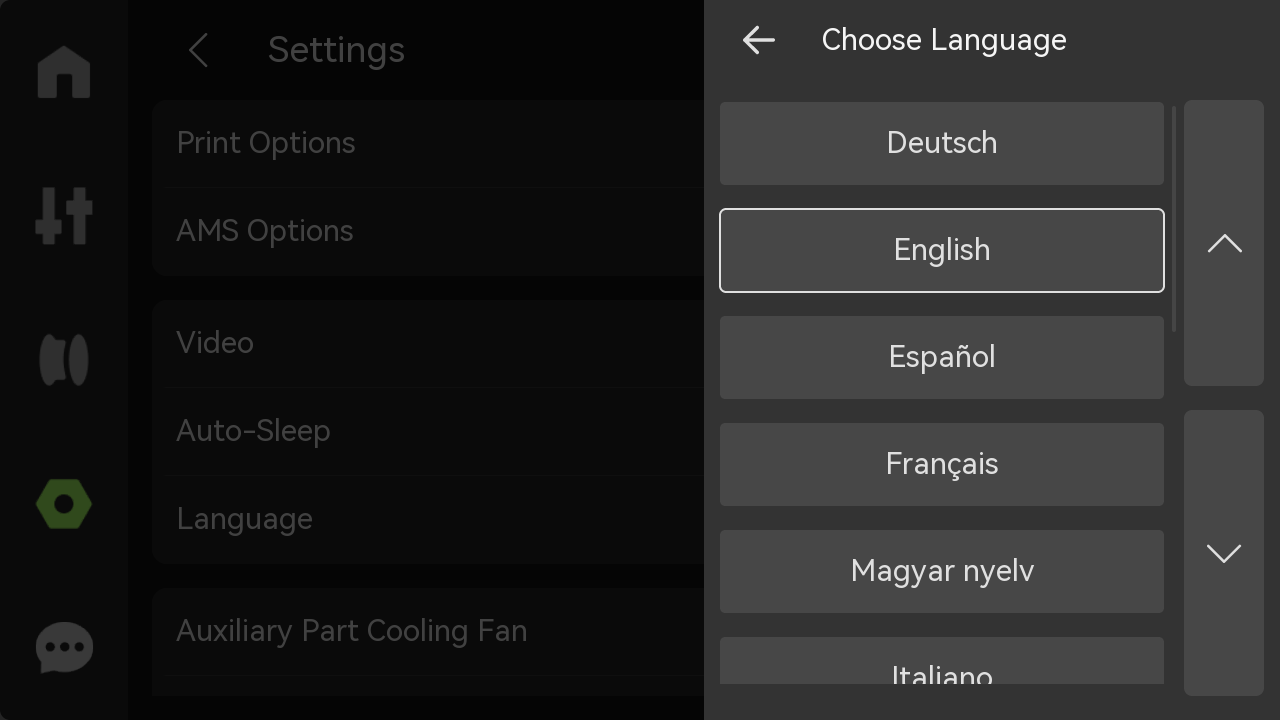 Settings
Print Options
AMS Options
Video
Auto-Sleep
Language
Auxiliary Part Cooling Fan
Choose Language
Deutsch
English
Español
Français
Magyar nyelv
Italiano